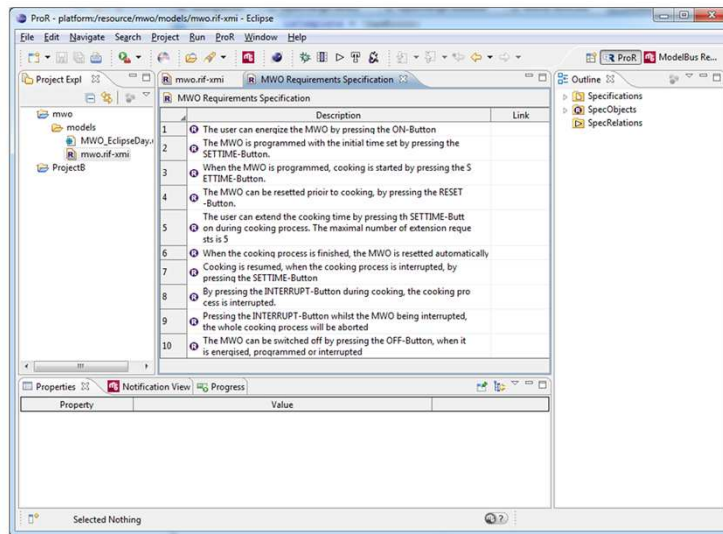 ProR - platform:/resource/mwo/models/mwo.rif-xmi - Eclipse
File Edit Navigate Search Project Run ProR Window Help
ProR ModelBus Re...
Project Expl
mwo.rif-xmi
MWO Requirements Specification
Outline
MWO Requirements Specification
mwo
models
MWO_EclipseDay.
mwo.rif-xmi
ProjectB
Description Link
1 The user can energize the MWO by pressing the ON-Button
2 The MWO is programmed with the initial time set by pressing the
SETTIME-Button.
3 When the MWO is programmed, cooking is started by pressing the S
ETTIME-Button.
4 The MWO can be resetted prioir to cooking, by pressing the RESET
-Button.
5 The user can extend the cooking time by pressing th SETTIME-Butt
on during cooking process. The maximal number of extension reque
sts is 5
6 When the cooking process is finished, the MWO is resetted automatically
7 Cooking is resumed, when the cooking process is interrupted, by
pressing the SETTIME-Button
8 By pressing the INTERRUPT-Button during cooking, the cooking pro
cess is interrupted.
9 Pressing the INTERRUPT-Button whilst the MWO being interrupted,
the whole cooking process will be aborted
10 The MWO can be switched off by pressing the OFF-Button, when it
is energised, programmed or interrupted
Specifications
SpecObjects
SpecRelations
Properties Notification View Progress
Property Value
Selected Nothing